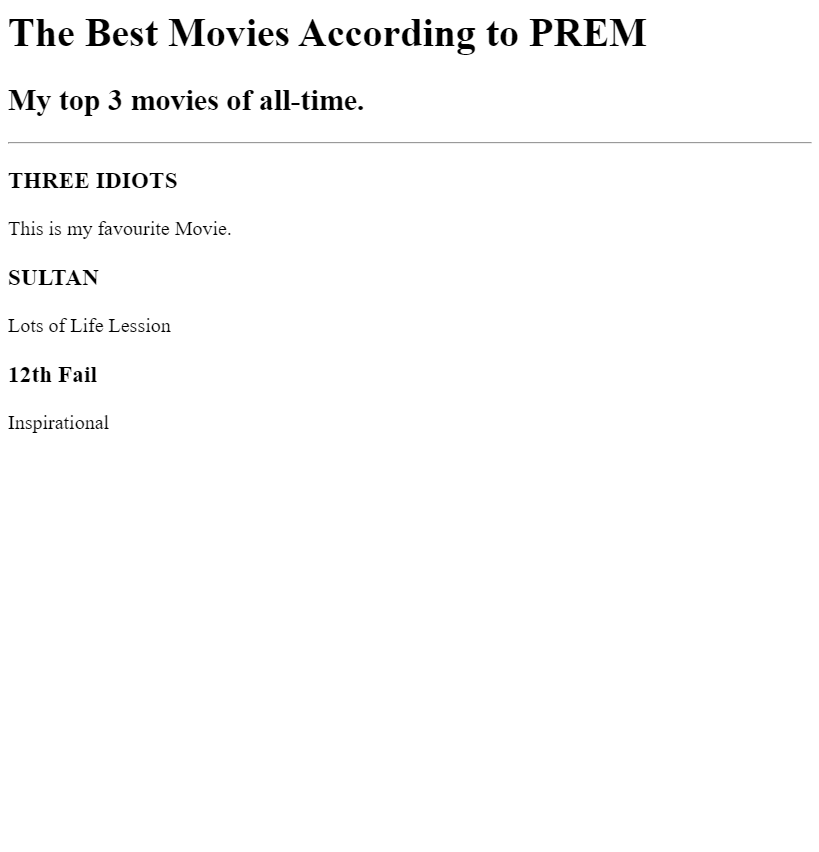 The Best Movies According to PREM
My top 3 movies of all-time.
THREE IDIOTS
This is my favourite Movie.
SULTAN
Lots of Life Lession
12th Fail
Inspirational